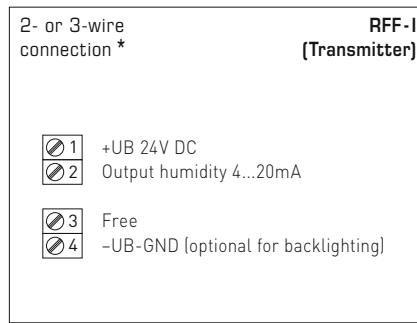 2- or 3-wire RFF-I
connection * (Transmitter)
1 +UB 24V DC
2 Output humidity 4...20mA
3 Free
4 –UB-GND (optional for backlighting)